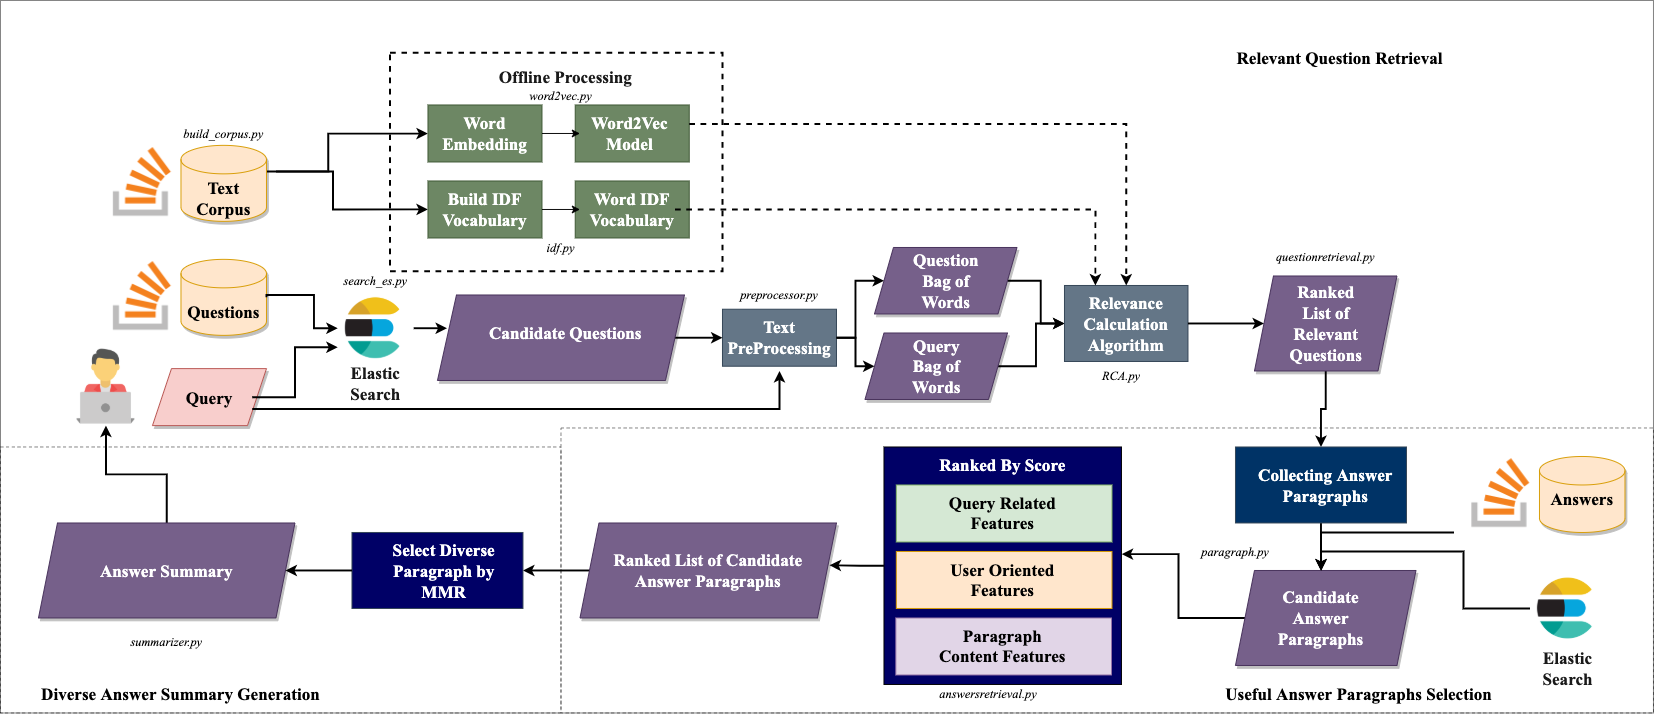 Relevant Question Retrieval
Offline Processing
word2vec.py
build_corpus.py
Word
Embedding
Word2Vec
Model
Text
Corpus
Build IDF
Vocabulary
Word IDF
Vocabulary
idf.py
Questions
search_es.py
Elastic
Search
Query
Candidate Questions
preprocessor.py
Text
PreProcessing
Question
Bag of
Words
Query
Bag of
Words
Relevance
Calculation
Algorithm
RCA.py
questionretrieval.py
Ranked
List of
Relevant
Questions
Collecting Answer
Paragraphs
Answers
paragraph.py
Candidate
Answer
Paragraphs
Elastic
Search
Useful Answer Paragraphs Selection
Ranked By Score
Query Related
Features
User Oriented
Features
Paragraph
Content Features
answersretrieval.py
Ranked List of Candidate
Answer Paragraphs
Select Diverse
Paragraph by
MMR
Answer Summary
summarizer.py
Diverse Answer Summary Generation